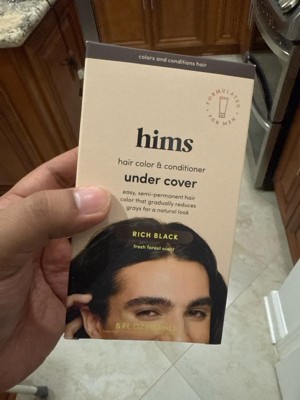 colors and conditions hair
FORMULATED
FOR MEN
hims
hair color & conditioner
under cover
easy, semi-permanent hair
color that gradually reduces
grays for a natural look
RICH BLACK
fresh forest scent